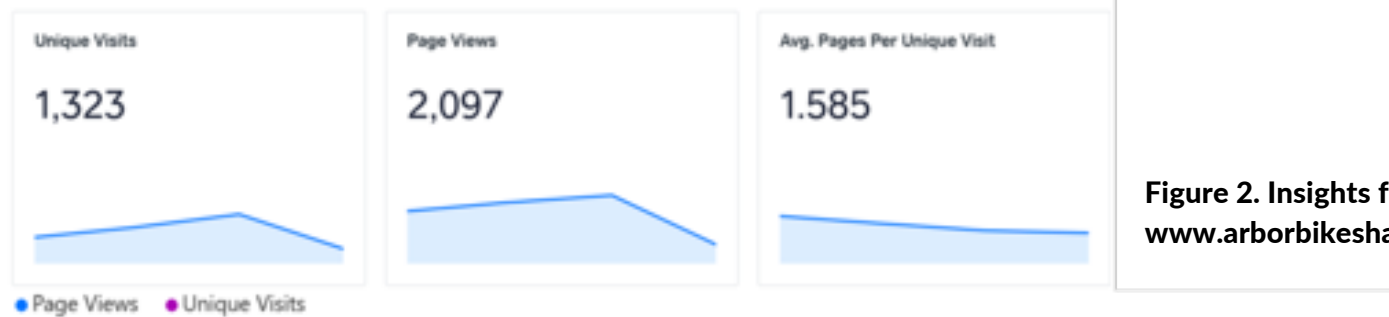 Unique Visits
1,323
Page Views
2,097
Avg. Pages Per Unique Visit
1.585
Figure 2. Insights f
www.arborbikesha
Page Views
Unique Visits